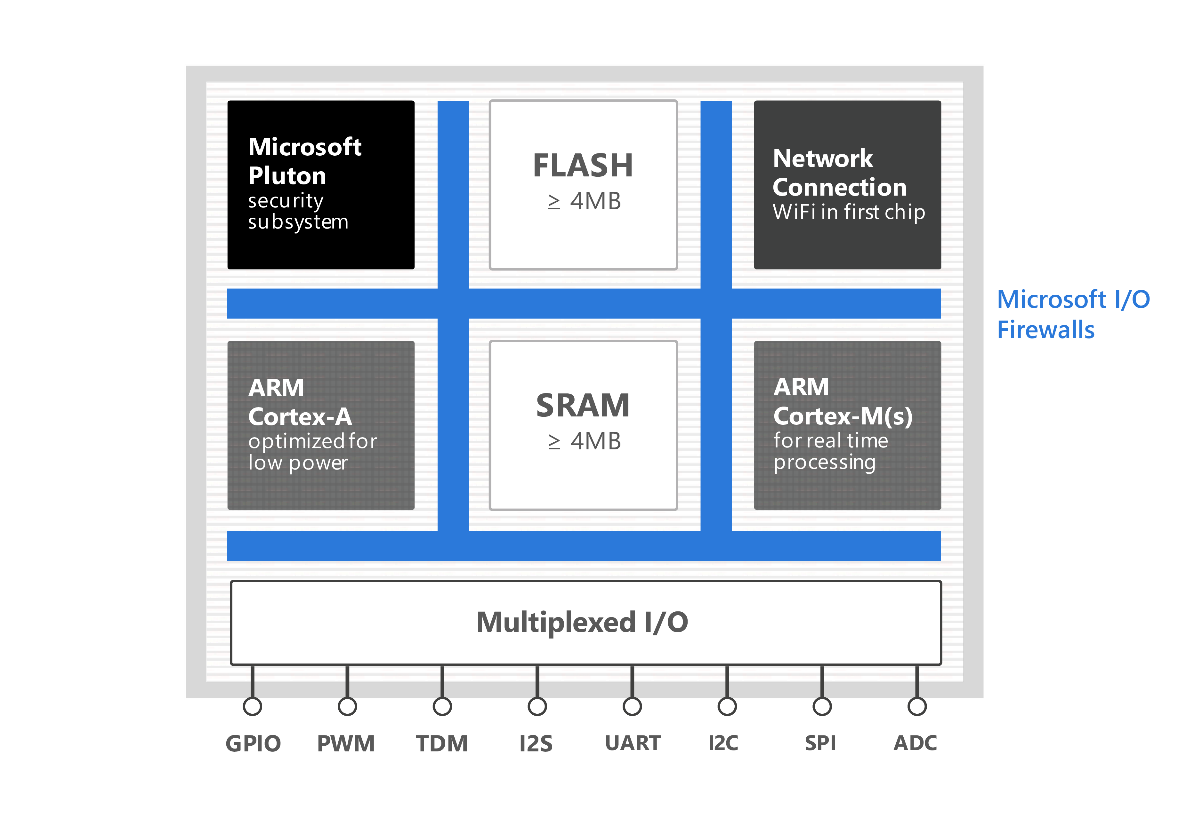 Microsoft
Pluton
security
subsystem
FLASH
≥ 4MB
Network
Connection
WiFi in first chip
Microsoft I/O
Firewalls
ARM
Cortex-A
optimized for
low power
SRAM
≥ 4MB
ARM
Cortex-M(s)
for real time
processing
Multiplexed I/O
GPIO PWM TDM I2S UART I2C SPI ADC